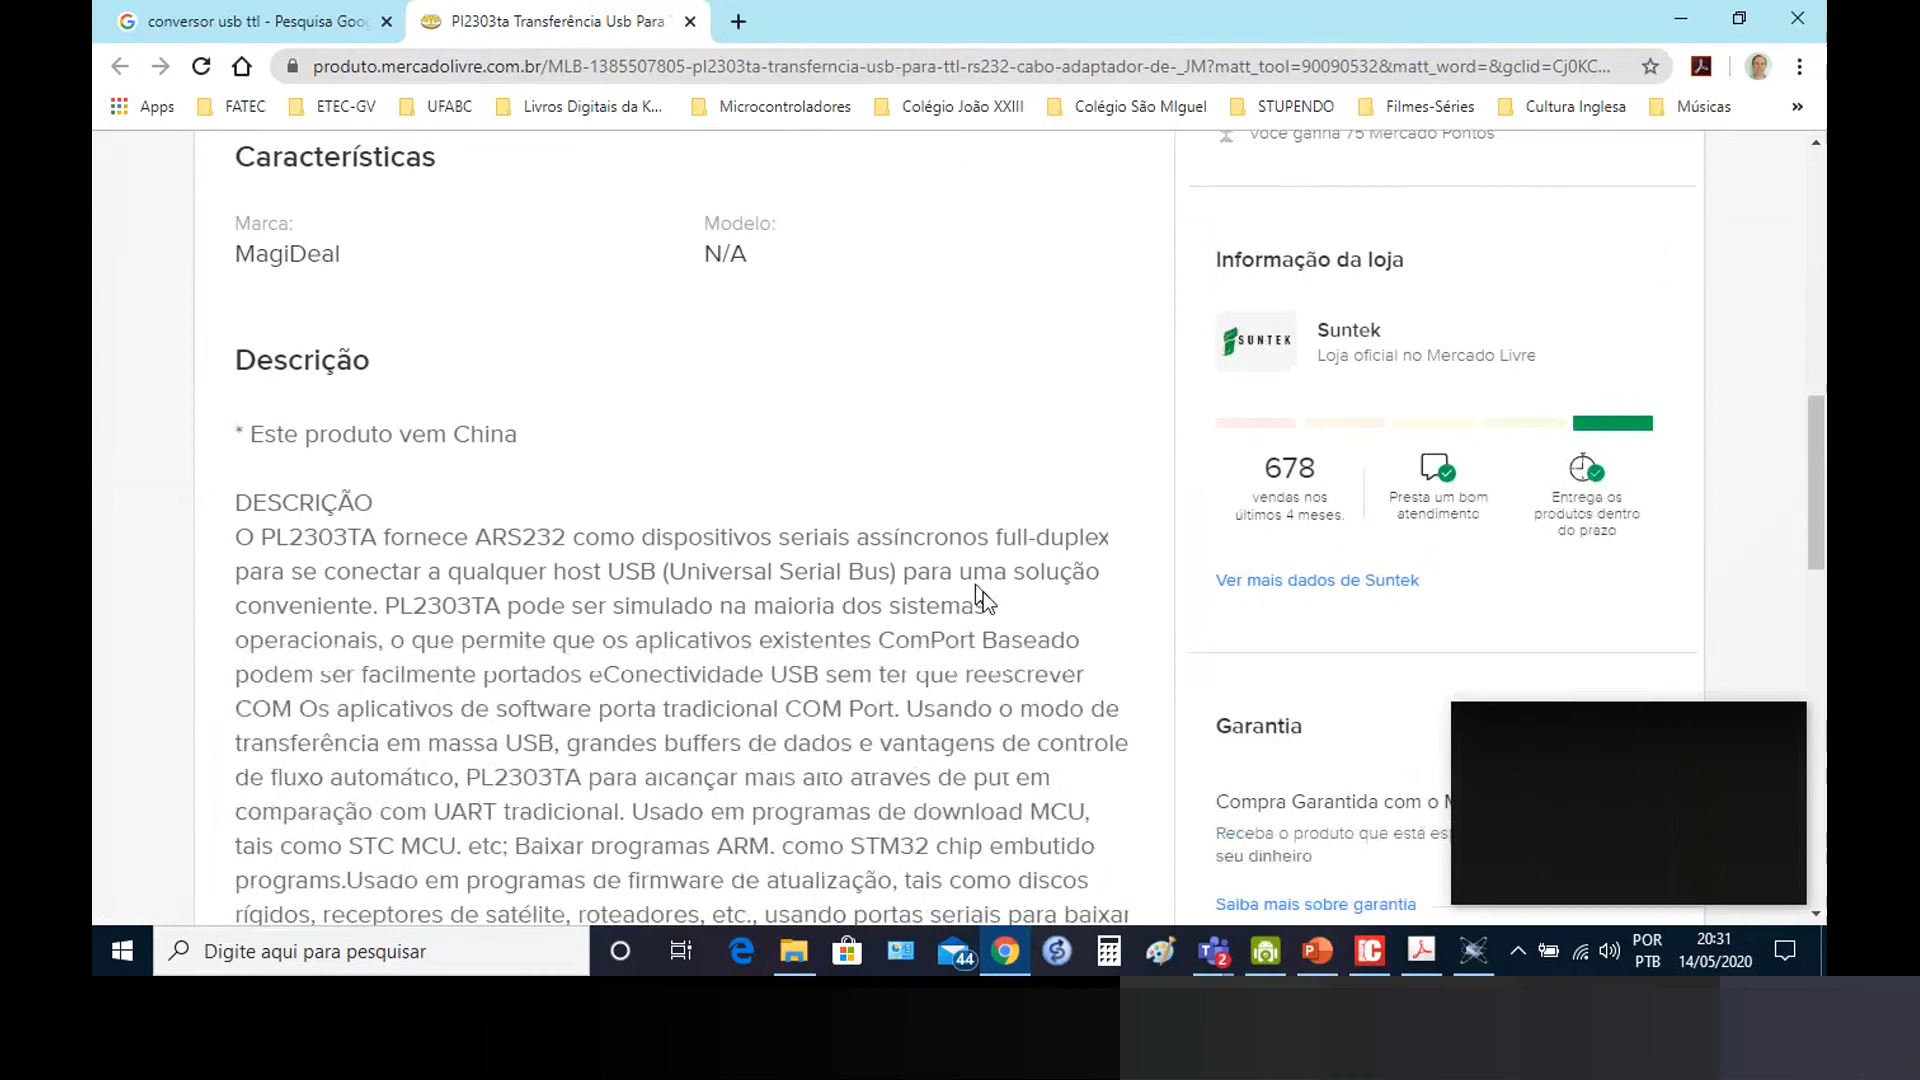 conversor usb ttl - Pesquisa Goo
Pl2303ta Transferência Usb Para
produto.mercadolivre.com.br/MLB-1385507805-pl2303ta-transferncia-usb-para-ttl-rs232-cabo-adaptador-de-_JM?matt_tool=90090532&matt_word=&gclid=Cj0KC...
Apps FATEC ETEC-GV UFABC Livros Digitais da K... Microcontroladores Colégio João XXIII Colégio São MIguel STUPENDO Filmes-Séries Cultura Inglesa Músicas »
Você ganha 75 Mercado Pontos
Características
Marca:
MagiDeal
Modelo:
N/A
Descrição
* Este produto vem China
DESCRIÇÃO
O PL2303TA fornece ARS232 como dispositivos seriais assíncronos full-duplex
para se conectar a qualquer host USB (Universal Serial Bus) para uma solução
conveniente. PL2303TA pode ser simulado na maioria dos sistemas
operacionais, o que permite que os aplicativos existentes ComPort Baseado
podem ser facilmente portados eConectividade USB sem ter que reescrever
COM Os aplicativos de software porta tradicional COM Port. Usando o modo de
transferência em massa USB, grandes buffers de dados e vantagens de controle
de fluxo automático, PL2303TA para alcançar mais alto através de put em
comparação com UART tradicional. Usado em programas de download MCU,
tais como STC MCU. etc; Baixar programas ARM. como STM32 chip embutido
programs.Usado em programas de firmware de atualização, tais como discos
rígidos, receptores de satélite, roteadores, etc., usando portas seriais para baixar
Informação da loja
SUNTEK
Suntek
Loja oficial no Mercado Livre
678
vendas nos
últimos 4 meses.
Presta um bom
atendimento
Entrega os
produtos dentro
do prazo
Ver mais dados de Suntek
Garantia
Compra Garantida com o
Receba o produto que está
seu dinheiro
Saiba mais sobre garantia
Digite aqui para pesquisar
44
2
POR
PTB
20:31
14/05/2020